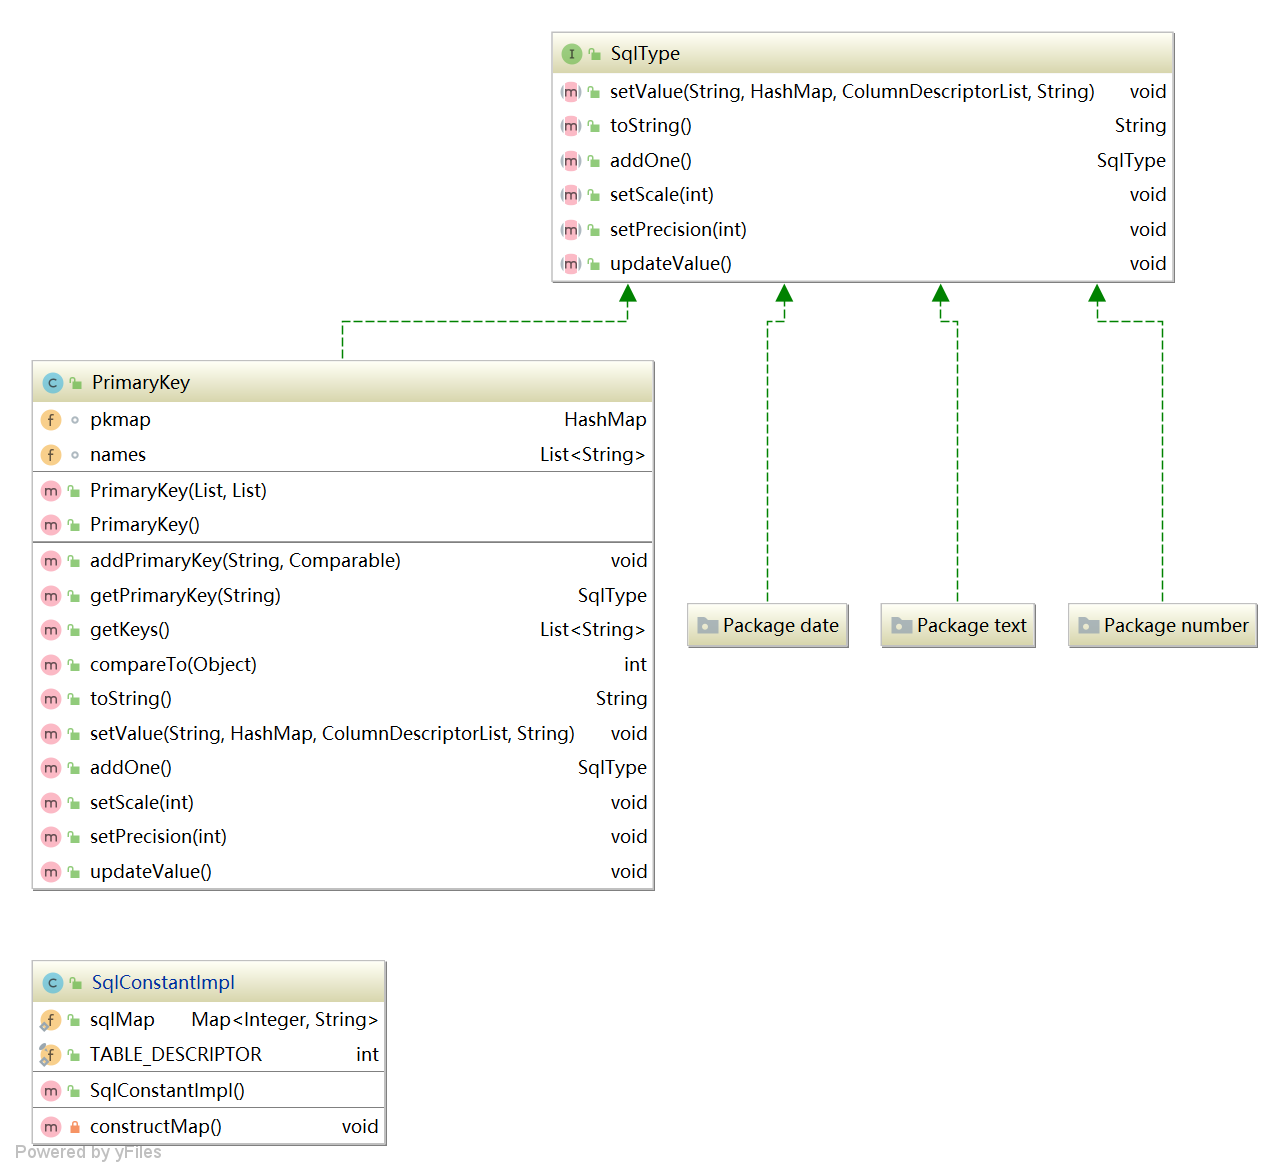 SqlType
setValue(String, HashMap, ColumnDescriptorList, String) void
toString() String
addOne() SqlType
setScale(int) void
setPrecision(int) void
updateValue() void
PrimaryKey
pkmap HashMap
names List<String>
PrimaryKey(List, List)
PrimaryKey()
addPrimaryKey(String, Comparable) void
getPrimaryKey(String) SqlType
getKeys() List<String>
compareTo(Object) int
toString() String
setValue(String, HashMap, ColumnDescriptorList, String) void
addOne() SqlType
setScale(int) void
setPrecision(int) void
updateValue() void
Package date
Package text
Package number
SqlConstantImpl
sqlMap Map<Integer, String>
TABLE_DESCRIPTOR int
SqlConstantImpl()
constructMap() void
Powered by yFiles